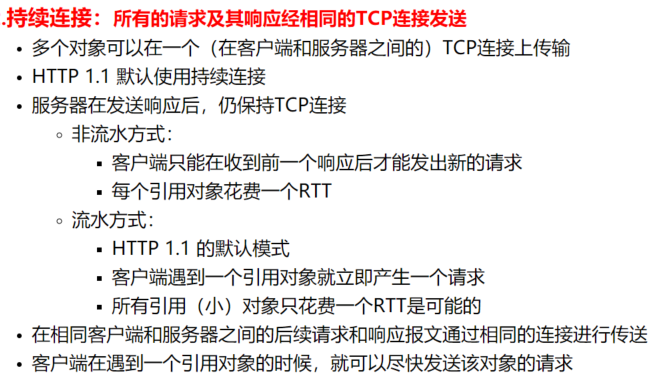 .持续连接：所有的请求及其响应经相同的TCP连接发送
• 多个对象可以在一个（在客户端和服务器之间的）TCP连接上传输
• HTTP 1.1 默认使用持续连接
• 服务器在发送响应后，仍保持TCP连接
◦ 非流水方式：
▪ 客户端只能在收到前一个响应后才能发出新的请求
▪ 每个引用对象花费一个RTT
◦ 流水方式：
▪ HTTP 1.1 的默认模式
▪ 客户端遇到一个引用对象就立即产生一个请求
▪ 所有引用（小）对象只花费一个RTT是可能的
• 在相同客户端和服务器之间的后续请求和响应报文通过相同的连接进行传送
• 客户端在遇到一个引用对象的时候，就可以尽快发送该对象的请求